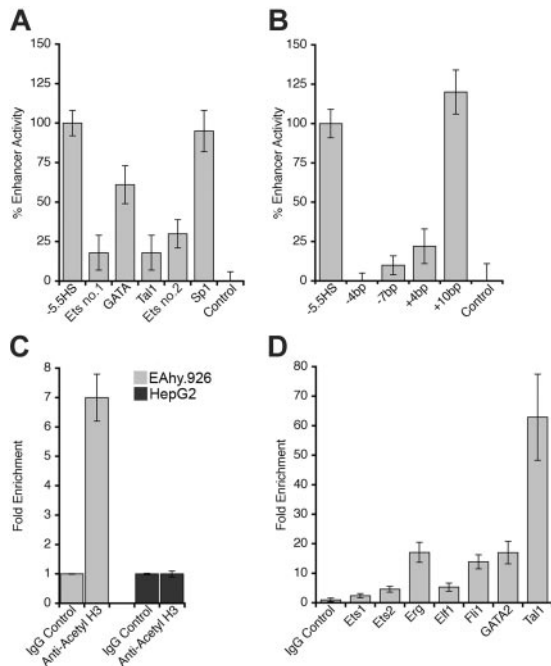 A
% Enhancer Activity
150
125
100
75
50
25
0
-5.5HS
Ets no.1
GATA
Tal1
Ets no.2
Sp1
Control
B
% Enhancer Activity
150
125
100
75
50
25
0
-5.5HS
-4bp
-7bp
+4bp
+10bp
Control
C
EAhy.926
HepG2
Fold Enrichment
8
7
6
5
4
3
2
1
0
IgG Control
Anti-Acetyl H3
IgG Control
Anti-Acetyl H3
D
Fold Enrichment
80
70
60
50
40
30
20
10
0
IgG Control
Ets1
Ets2
Erg
Elf1
Fli1
GATA2
Tal1